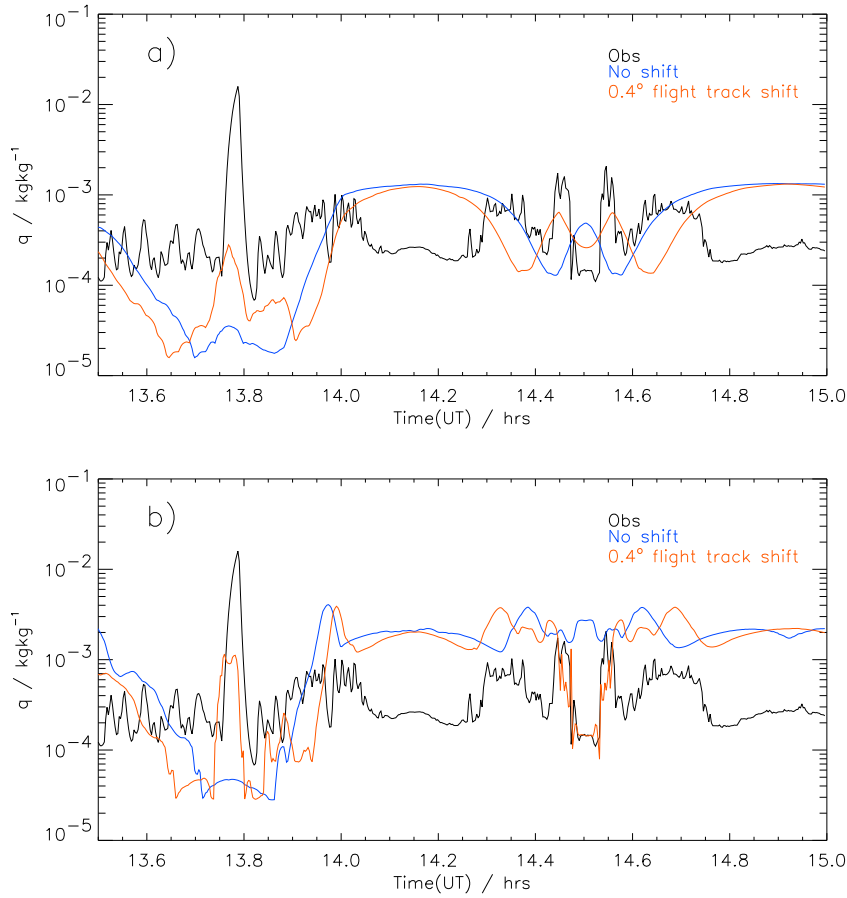 a)
Obs
No shift
0.4° flight track shift
10⁻¹
10⁻²
10⁻³
10⁻⁴
10⁻⁵
q / kgkg⁻¹
13.6 13.8 14.0 14.2 14.4 14.6 14.8 15.0
Time(UT) / hrs
b)
Obs
No shift
0.4° flight track shift
10⁻¹
10⁻²
10⁻³
10⁻⁴
10⁻⁵
q / kgkg⁻¹
13.6 13.8 14.0 14.2 14.4 14.6 14.8 15.0
Time(UT) / hrs